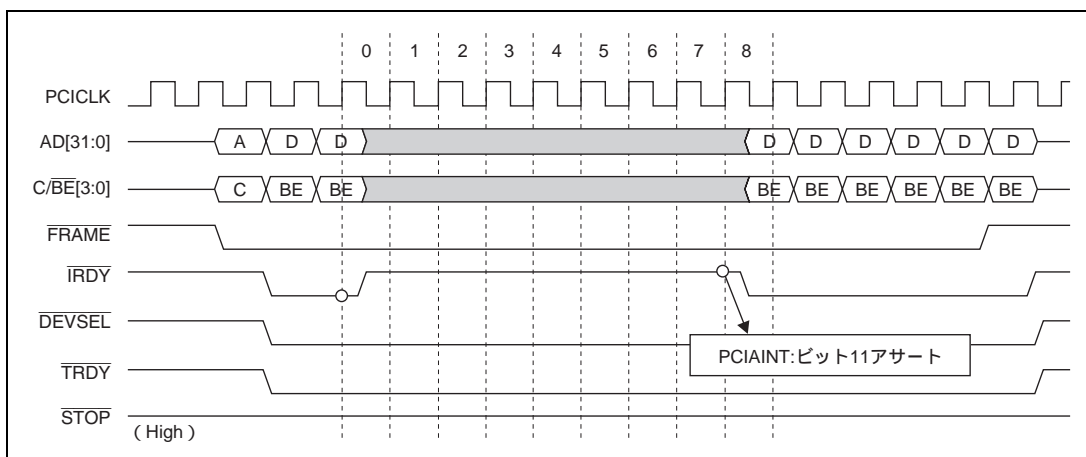 0 1 2 3 4 5 6 7 8
PCICLK
AD[31:0] A D D D D D D D D
C/BE[3:0] C BE BE BE BE BE BE BE BE
FRAME
IRDY
DEVSEL
PCIAINT:ビット11アサート
TRDY
STOP
(High)